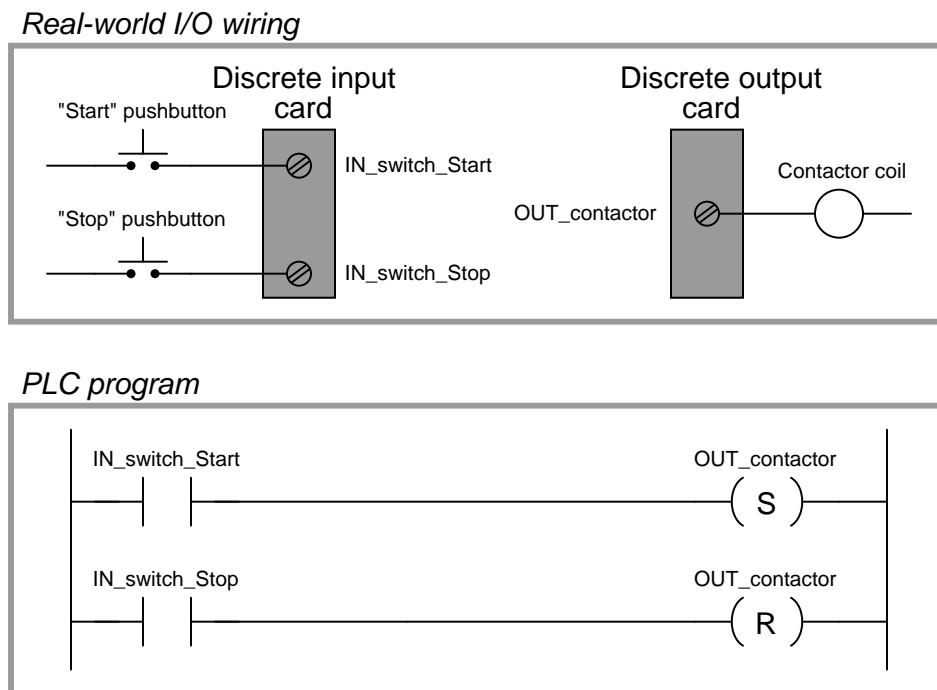 Real-world I/O wiring
Discrete input
card
Discrete output
card
"Start" pushbutton
IN_switch_Start
Contactor coil
OUT_contactor
"Stop" pushbutton
IN_switch_Stop
PLC program
IN_switch_Start
OUT_contactor
S
IN_switch_Stop
OUT_contactor
R